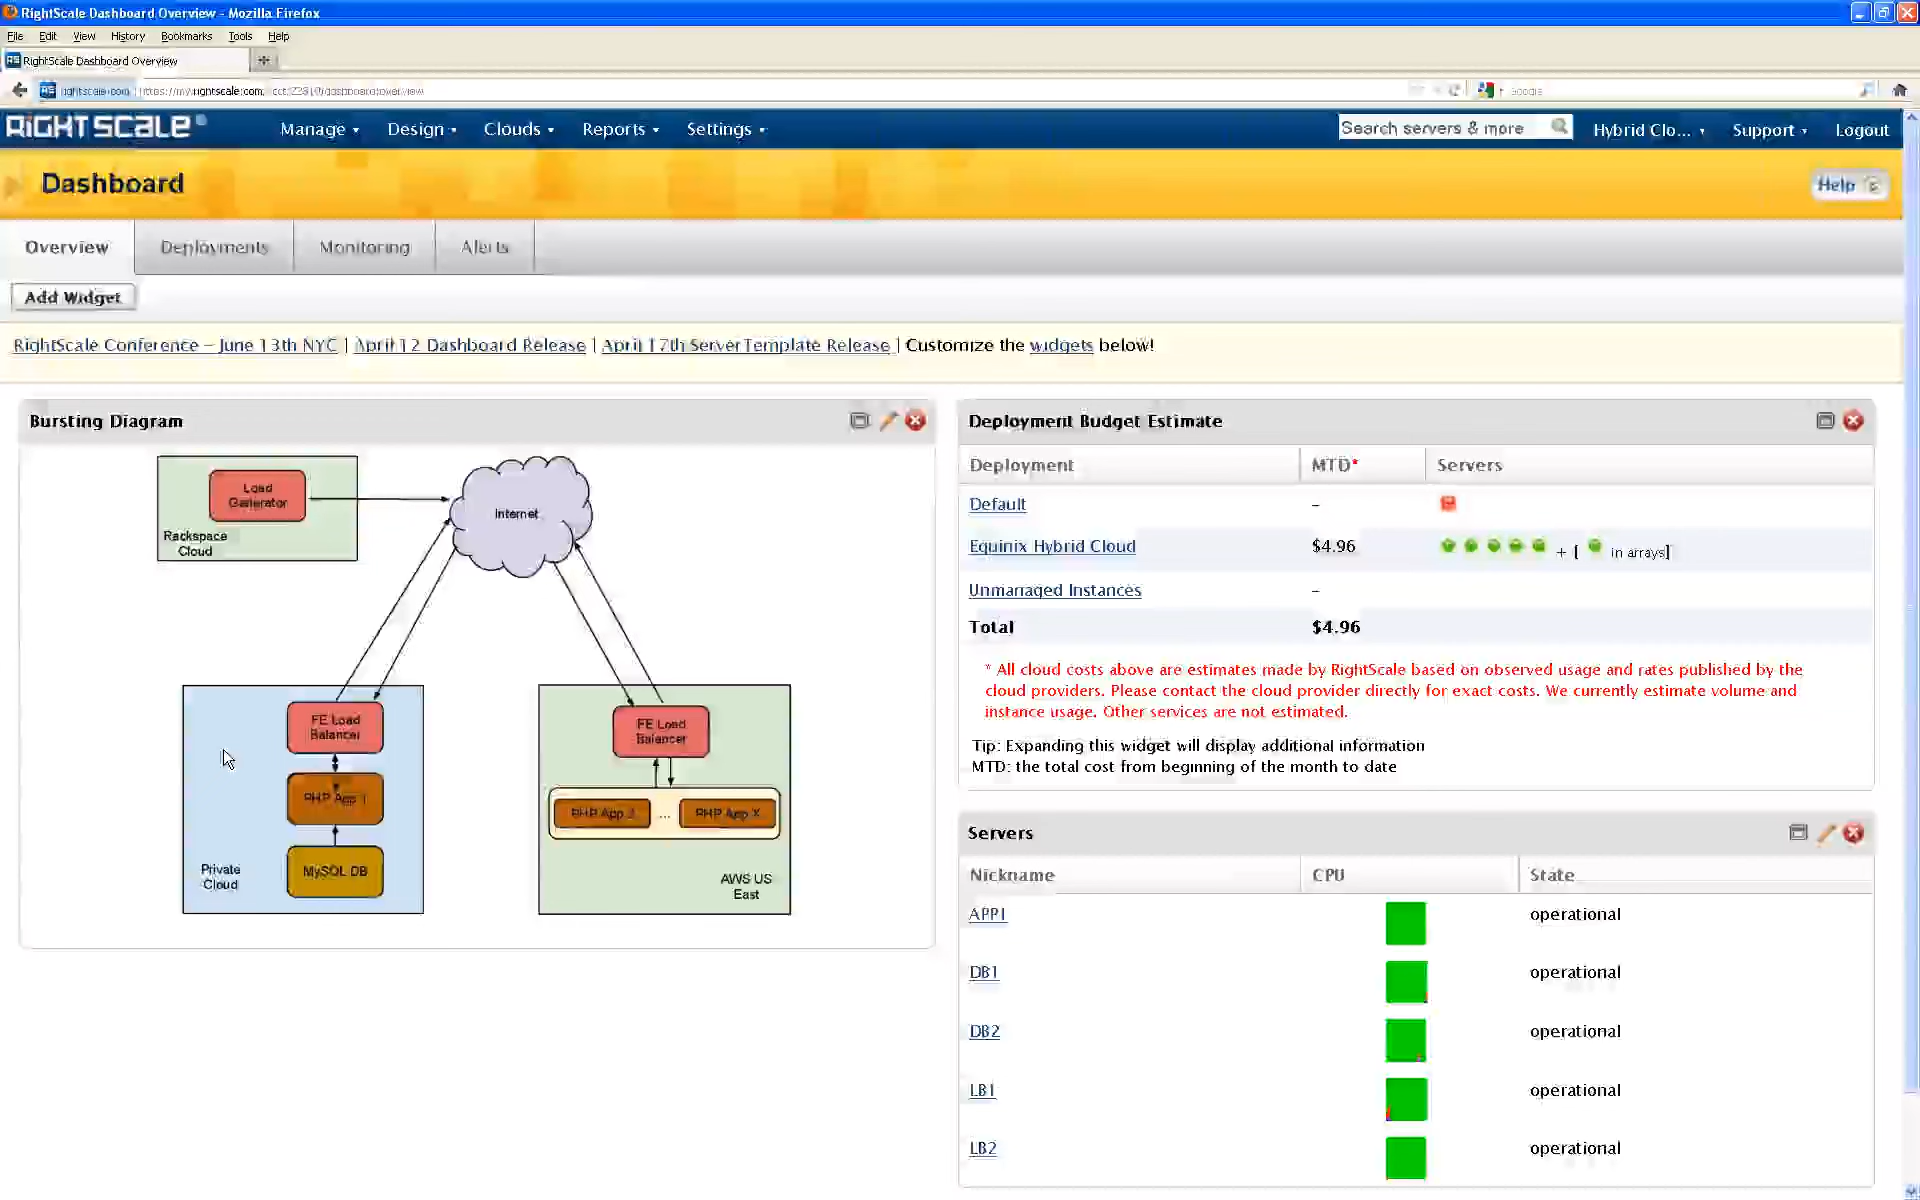 RightScale Dashboard Overview - Mozilla Firefox
File Edit View History Bookmarks Tools Help
RightScale Dashboard Overview
rightscale.com https://my.rightscale.com
Google
RIGHTSCALE®
Manage Design Clouds Reports Settings
Search servers & more
Hybrid Clo... Support Logout
Dashboard
Help
Overview Deployments Monitoring Alerts
Add Widget
RightScale Conference – June 13th NYC | April 12 Dashboard Release | April 17th ServerTemplate Release | Customize the widgets below!
Bursting Diagram
Load
Generator
Rackspace
Cloud
Internet
FE Load
Balancer
PHP App 1
MySQL DB
Private
Cloud
FE Load
Balancer
PHP App 2 ... PHP App X
AWS US
East
Deployment Budget Estimate
Deployment MTD* Servers
Default –
Equinix Hybrid Cloud $4.96 + [ in arrays]
Unmanaged Instances –
Total $4.96
* All cloud costs above are estimates made by RightScale based on observed usage and rates published by the
cloud providers. Please contact the cloud provider directly for exact costs. We currently estimate volume and
instance usage. Other services are not estimated.
Tip: Expanding this widget will display additional information
MTD: the total cost from beginning of the month to date
Servers
Nickname CPU State
APP1 operational
DB1 operational
DB2 operational
LB1 operational
LB2 operational